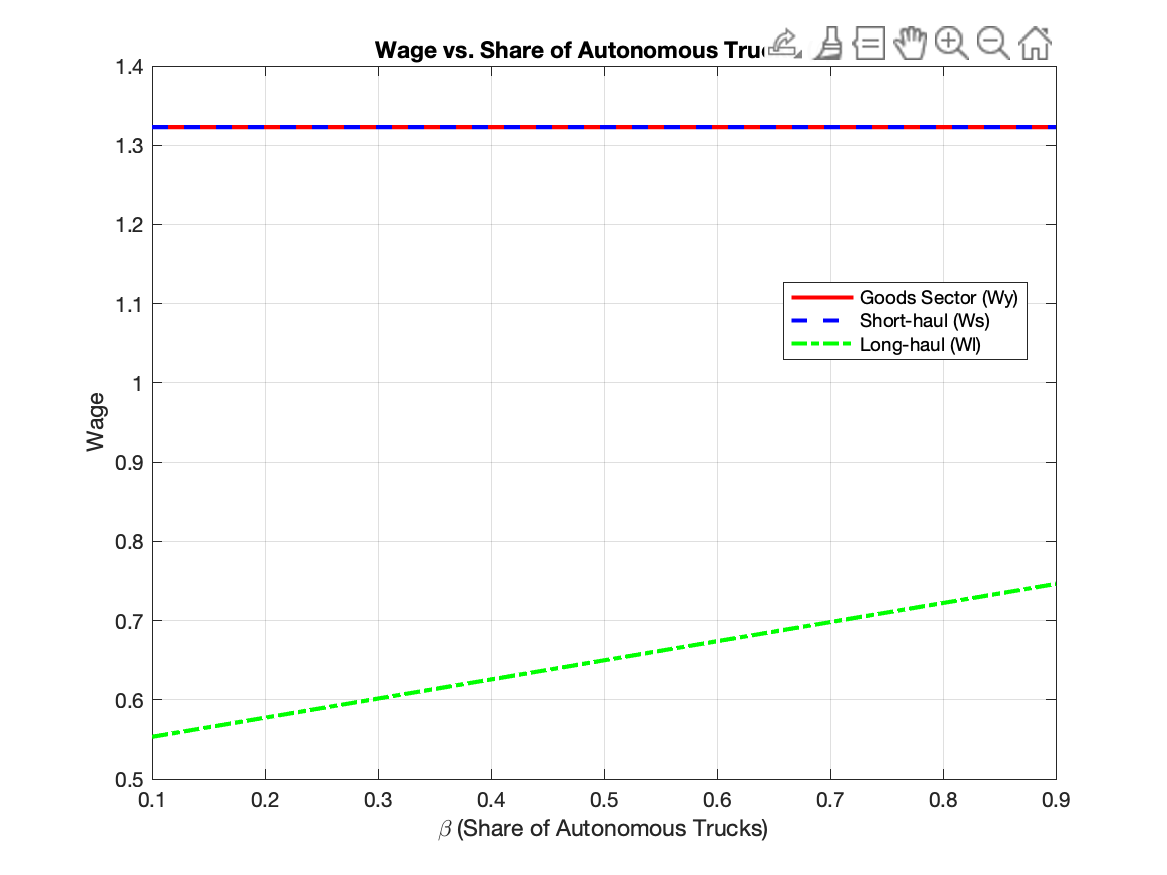 Wage vs. Share of Autonomous
1.4
1.3
1.2
1.1
1
0.9
0.8
0.7
0.6
0.5
Wage
Goods Sector (Wy)
Short-haul (Ws)
Long-haul (Wl)
0.1 0.2 0.3 0.4 0.5 0.6 0.7 0.8 0.9
β (Share of Autonomous Trucks)